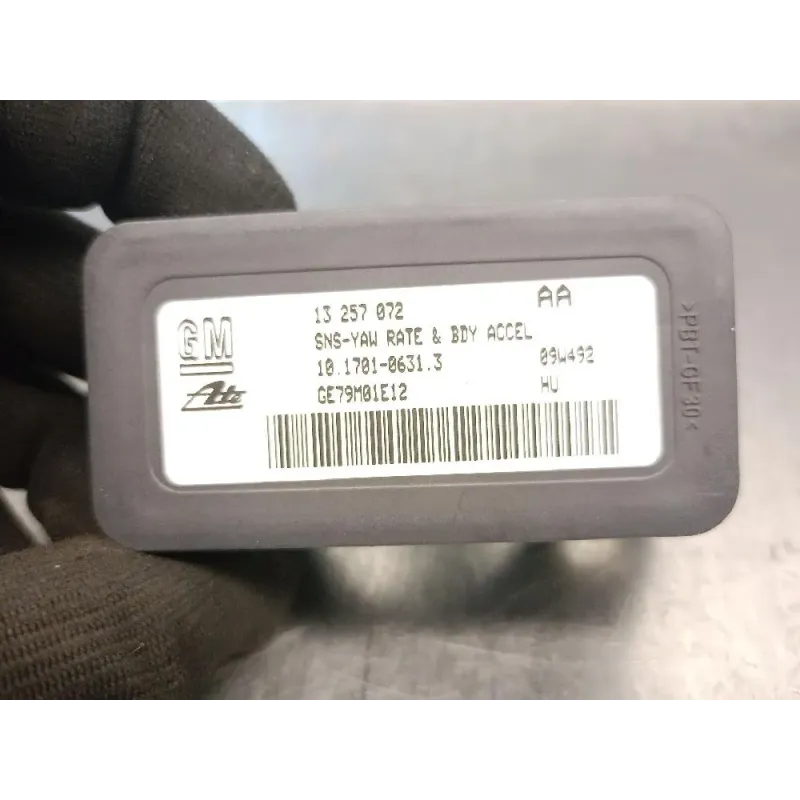 GM
Ate
13 257 072 AA
SNS-YAW RATE & BDY ACCEL
10.1701-0631.3 09W492
GE79M01E12 HU
>PBT-GF30<